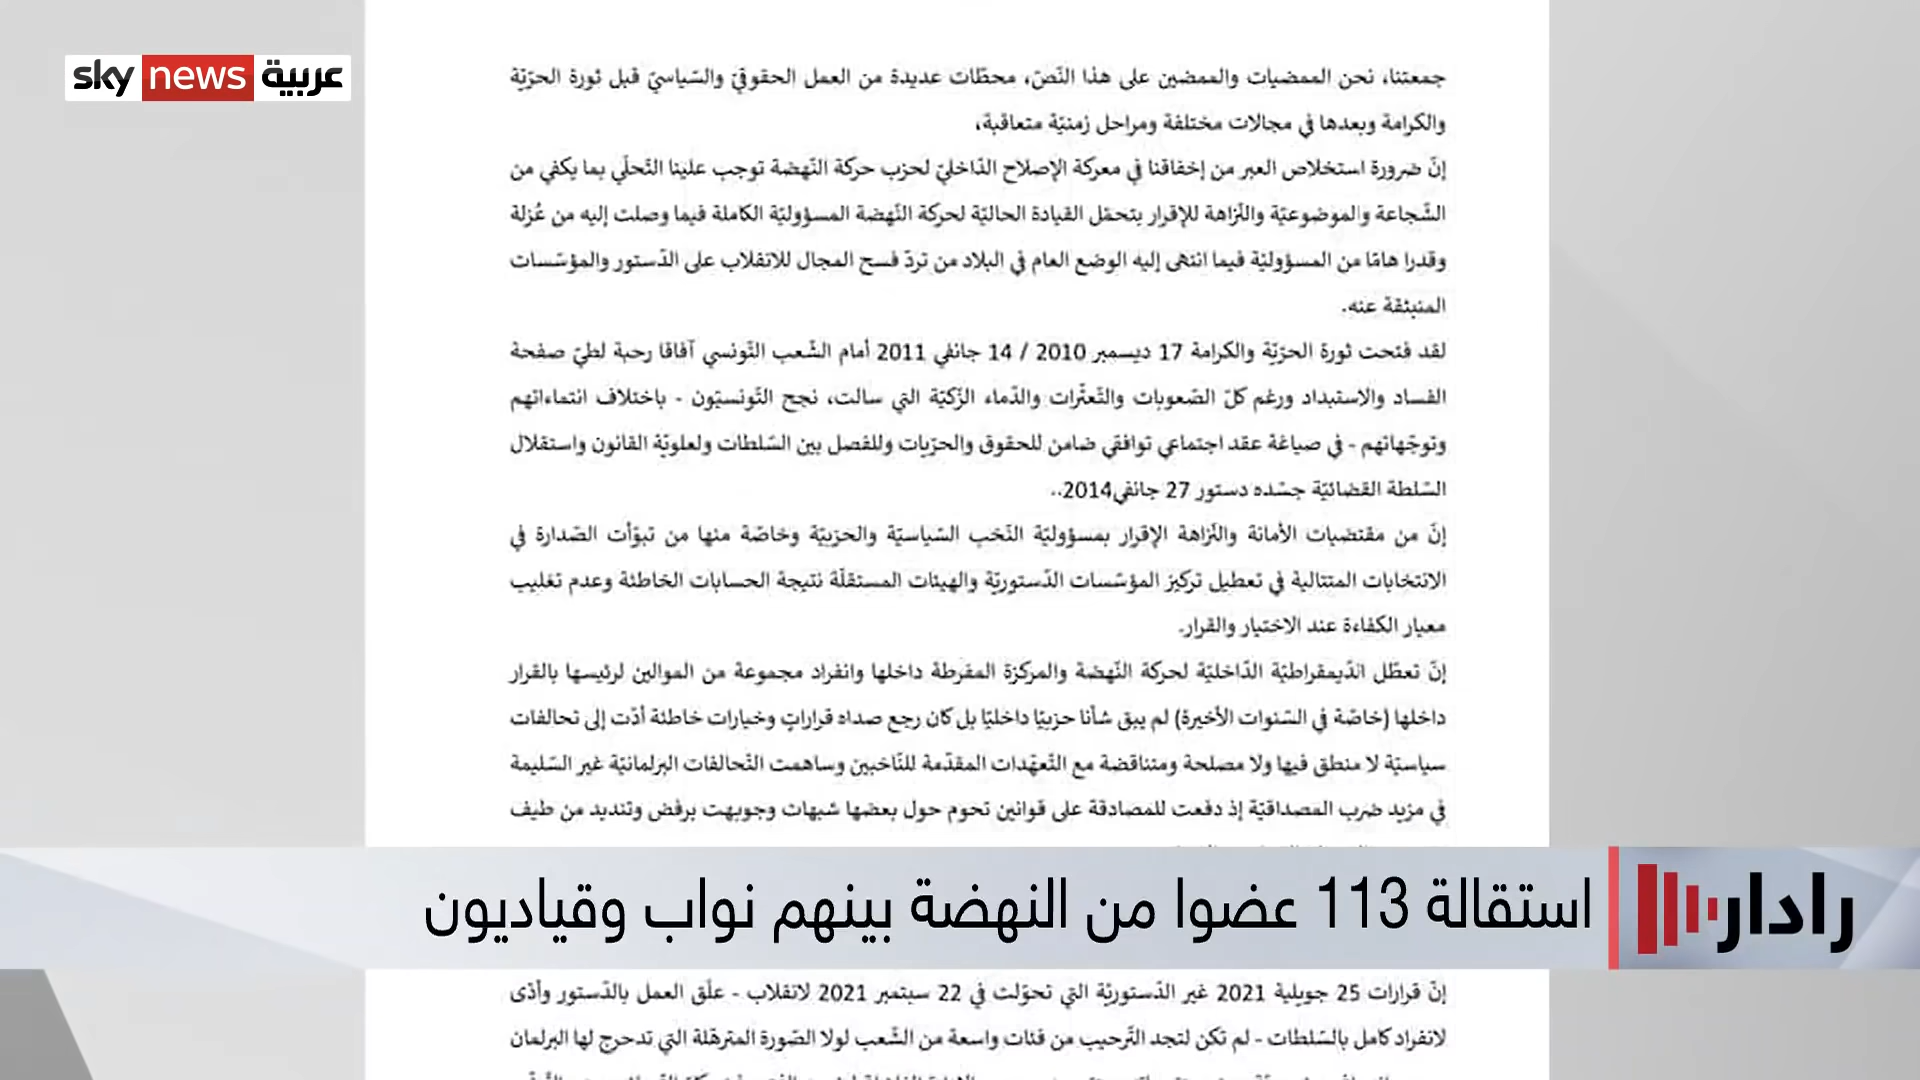 sky news عربية
جمعتنا، نحن الممضيات والممضين على هذا النّصّ، محطّات عديدة من العمل الحقوقيّ والسّياسيّ قبل ثورة الحرّيّة
والكرامة وبعدها في مجالات مختلفة ومراحل زمنيّة متعاقبة،
إنّ ضرورة استخلاص العبر من إخفاقنا في معركة الإصلاح الدّاخليّ لحزب حركة النّهضة توجب علينا التّحلّي بما يكفي من
الشّجاعة والموضوعيّة والنّزاهة للإقرار بتحمّل القيادة الحاليّة لحركة النّهضة المسؤوليّة الكاملة فيما وصلت إليه من عُزلة
وقدرا هامّا من المسؤوليّة فيما انتهى إليه الوضع العام في البلاد من تردّ فسح المجال للانقلاب على الدّستور والمؤسّسات
المنبثقة عنه.
لقد فتحت ثورة الحرّيّة والكرامة 17 ديسمبر 2010 / 14 جانفي 2011 أمام الشّعب التّونسي آفاقا رحبة لطيّ صفحة
الفساد والاستبداد ورغم كلّ الصّعوبات والتّعثّرات والدّماء الزّكيّة التي سالت، نجح التّونسيّون - باختلاف انتماءاتهم
وتوجّهاتهم - في صياغة عقد اجتماعي توافقي ضامن للحقوق والحرّيات وللفصل بين السّلطات ولعلويّة القانون واستقلال
السّلطة القضائيّة جسّده دستور 27 جانفي2014..
إنّ من مقتضيات الأمانة والنّزاهة الإقرار بمسؤوليّة النّخب السّياسيّة والحزبيّة وخاصّة منها من تبوّأت الصّدارة في
الانتخابات المتتالية في تعطيل تركيز المؤسّسات الدّستوريّة والهيئات المستقلّة نتيجة الحسابات الخاطئة وعدم تغليب
معيار الكفاءة عند الاختيار والقرار.
إنّ تعطّل الدّيمقراطيّة الدّاخليّة لحركة النّهضة والمركزة المفرطة داخلها وانفراد مجموعة من الموالين لرئيسها بالقرار
داخلها (خاصّة في السّنوات الأخيرة) لم يبق شأنا حزبيّا داخليّا بل كان رجع صداه قراراتٍ وخيارات خاطئة أدّت إلى تحالفات
سياسيّة لا منطق فيها ولا مصلحة ومتناقضة مع التّعهّدات المقدّمة للنّاخبين وساهمت التّحالفات البرلمانيّة غير السّليمة
في مزيد ضرب المصداقيّة إذ دفعت للمصادقة على قوانين تحوم حول بعضها شبهات وجوبهت برفض وتنديد من طيف
رادار
استقالة 113 عضوا من النهضة بينهم نواب وقياديون
إنّ قرارات 25 جويلية 2021 غير الدّستوريّة التي تحوّلت في 22 سبتمبر 2021 لانقلاب - علّق العمل بالدّستور وأدّى
لانفراد كامل بالسّلطات - لم تكن لتجد التّرحيب من فئات واسعة من الشّعب لولا الصّورة المترهّلة التي تدحرج لها البرلمان